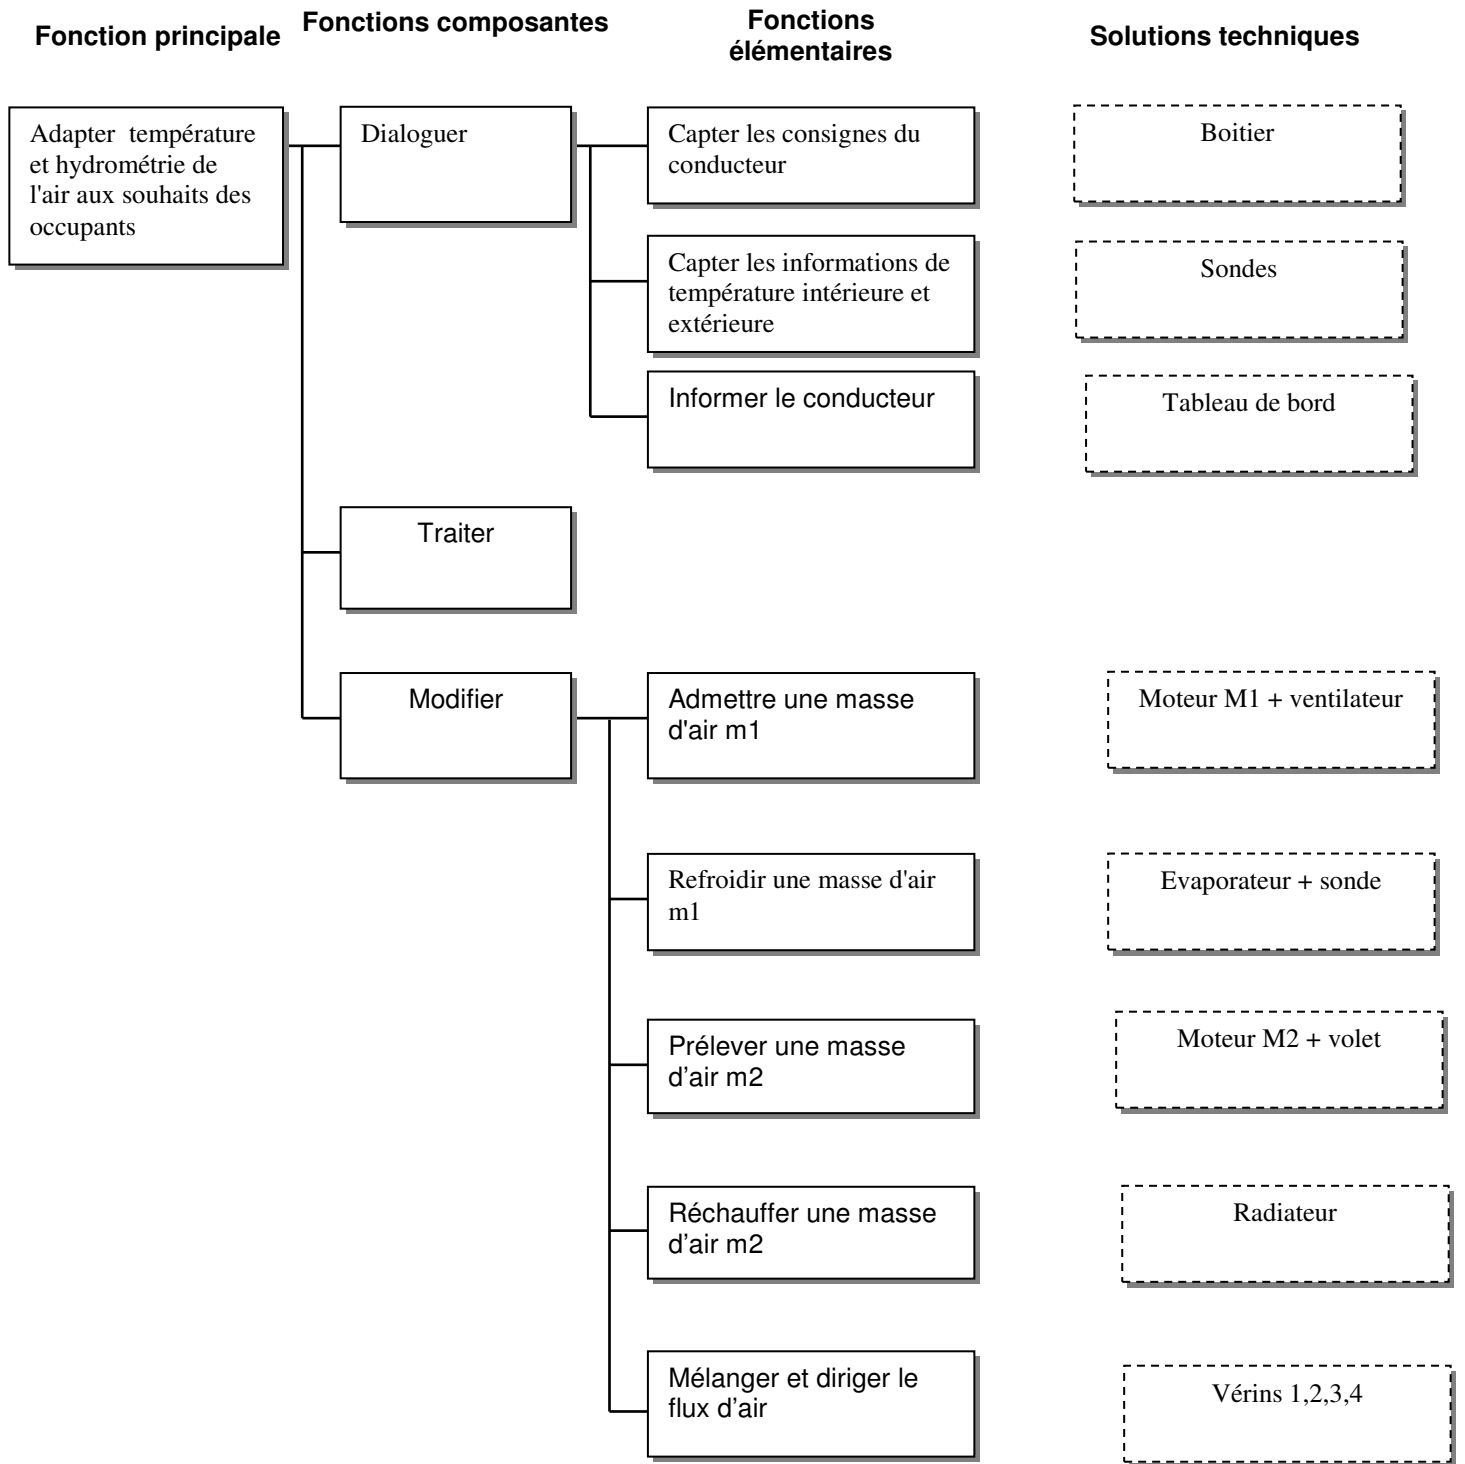 Fonction principale
Fonctions composantes
Fonctions
élémentaires
Solutions techniques
Adapter température
et hydrométrie de
l'air aux souhaits des
occupants
Dialoguer
Capter les consignes du
conducteur
Boitier
Capter les informations de
température intérieure et
extérieure
Sondes
Informer le conducteur
Tableau de bord
Traiter
Modifier
Admettre une masse
d'air m1
Moteur M1 + ventilateur
Refroidir une masse d'air
m1
Evaporateur + sonde
Prélever une masse
d’air m2
Moteur M2 + volet
Réchauffer une masse
d’air m2
Radiateur
Mélanger et diriger le
flux d’air
Vérins 1,2,3,4